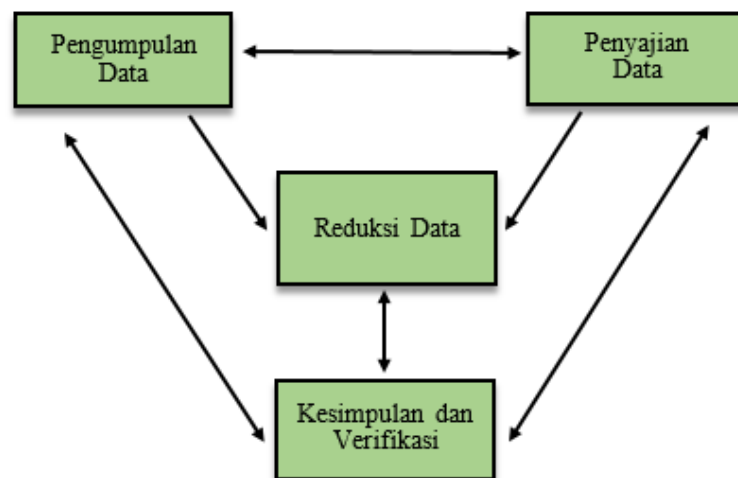 Pengumpulan
Data
Penyajian
Data
Reduksi Data
Kesimpulan dan
Verifikasi